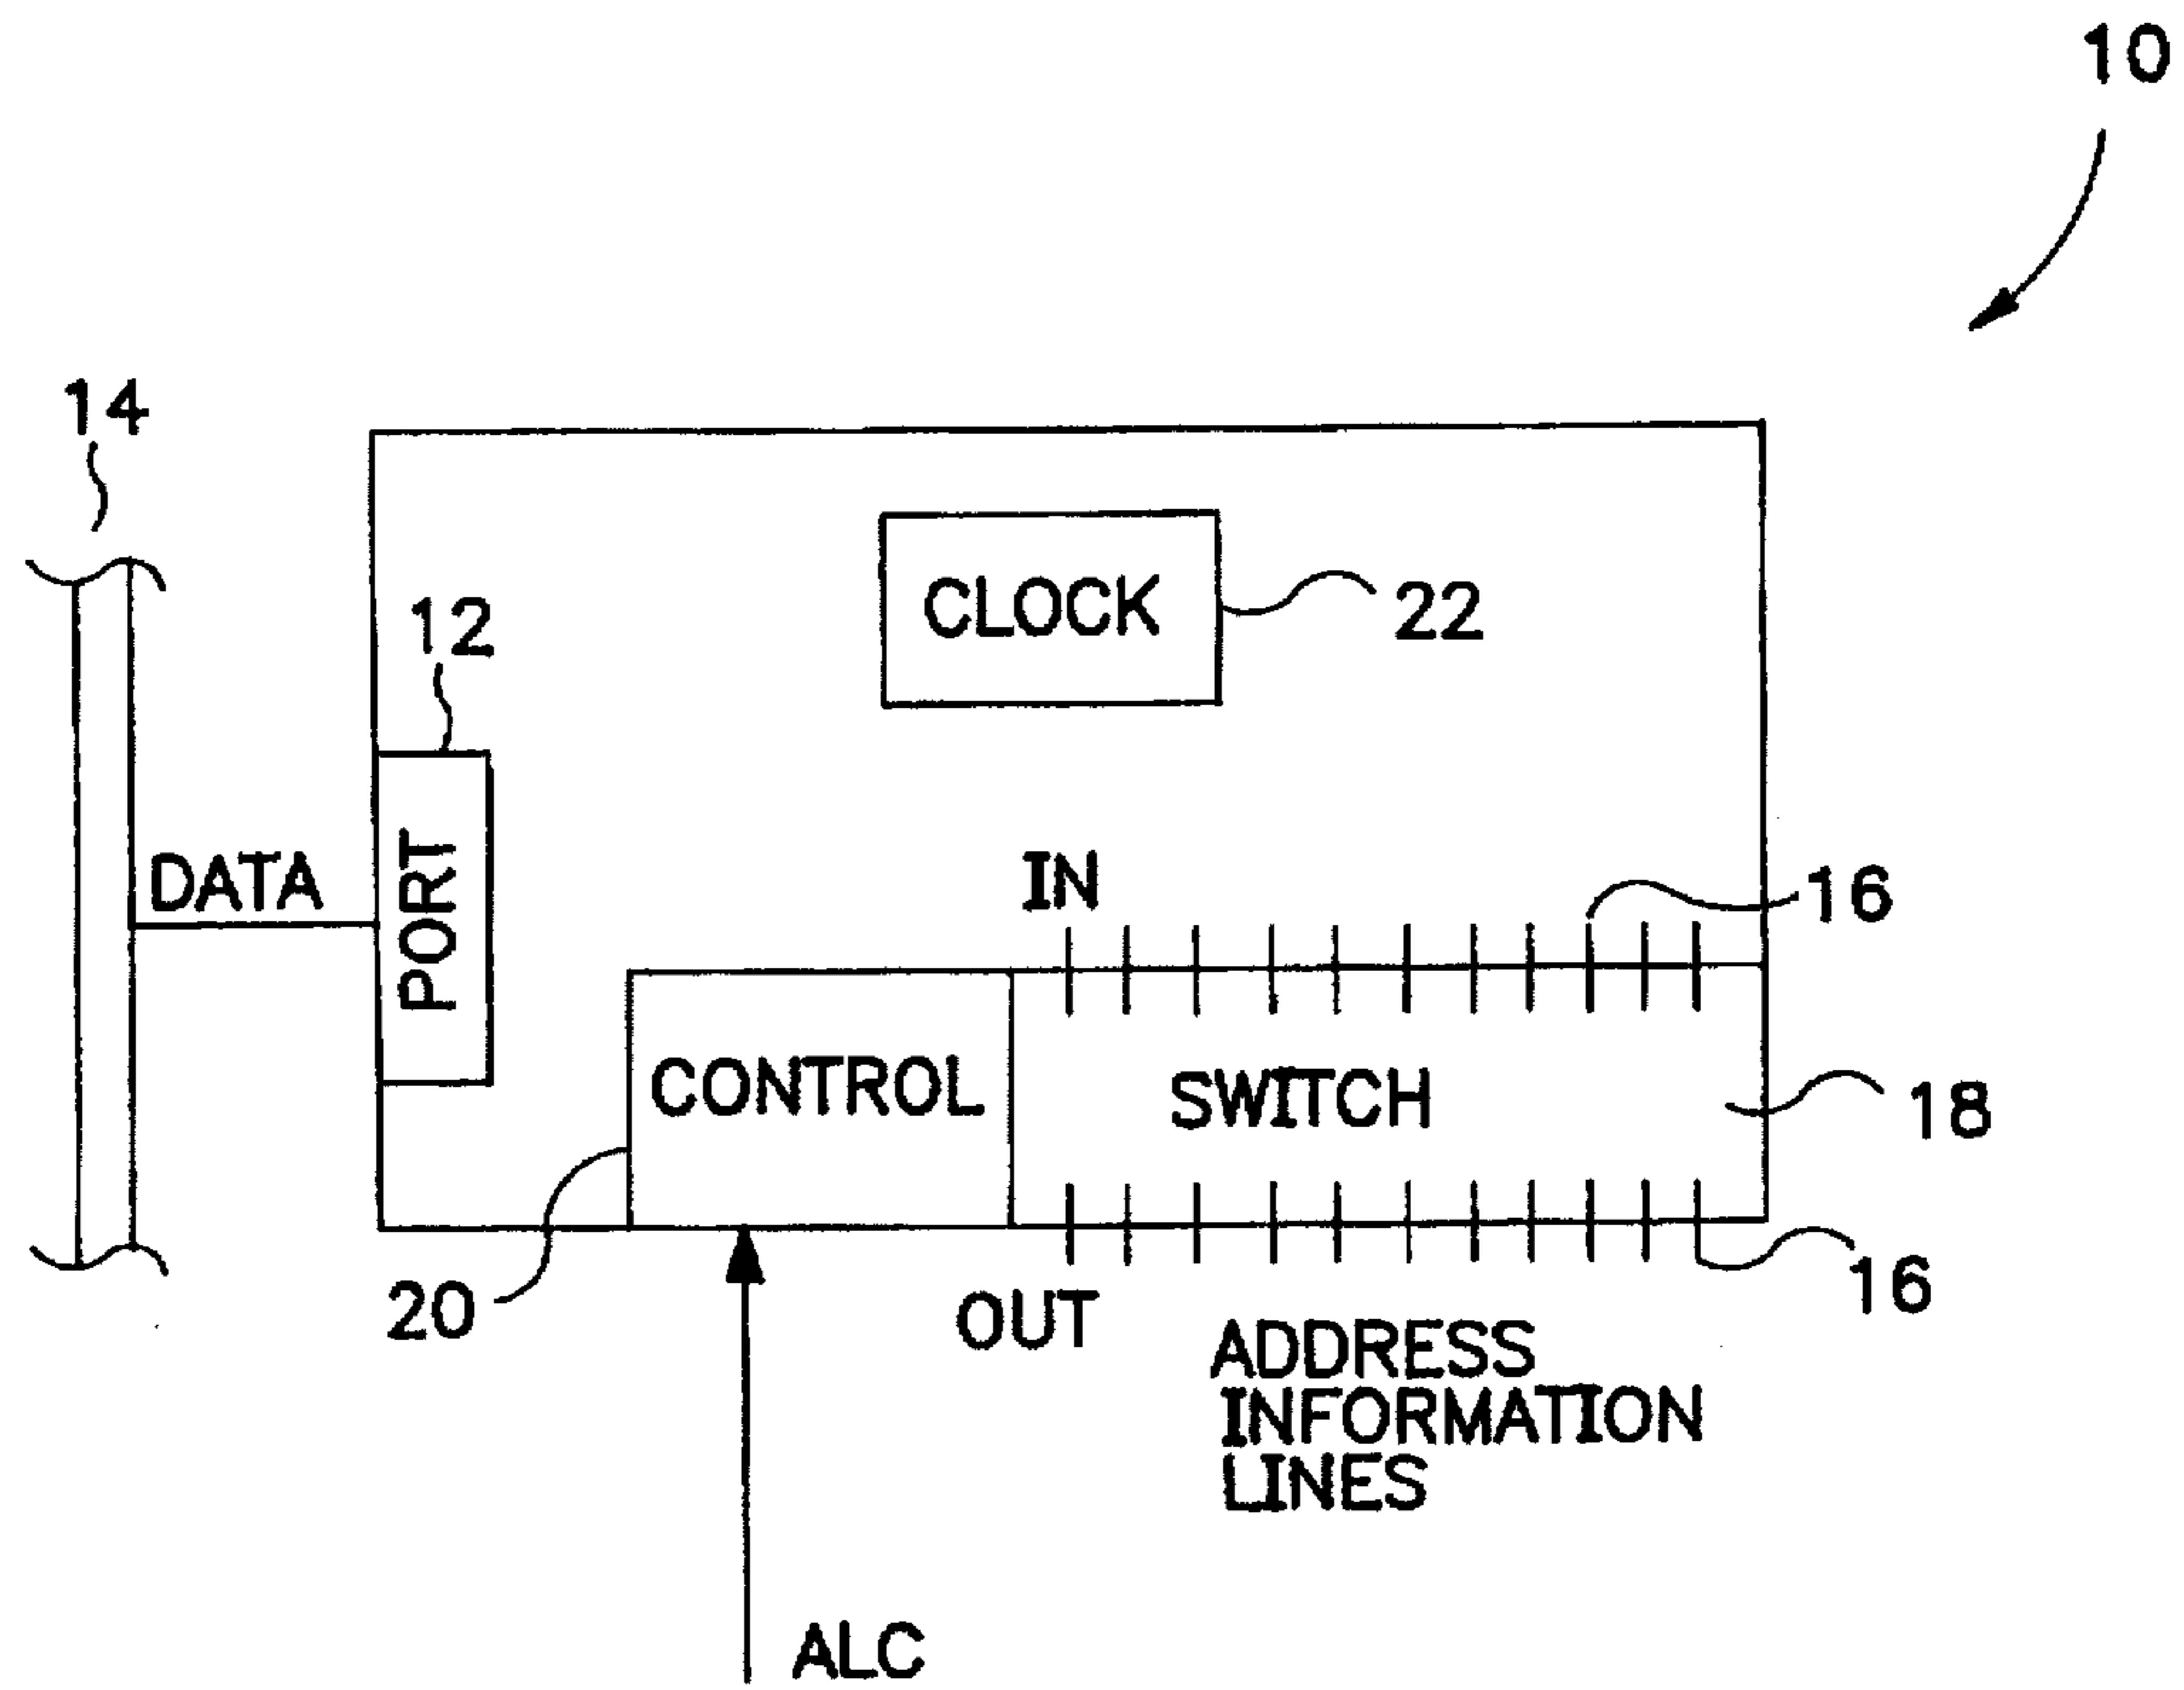 10
14
12
CLOCK
22
DATA
PORT
IN
16
CONTROL
SWITCH
18
20
OUT
16
ADDRESS
INFORMATION
LINES
ALC